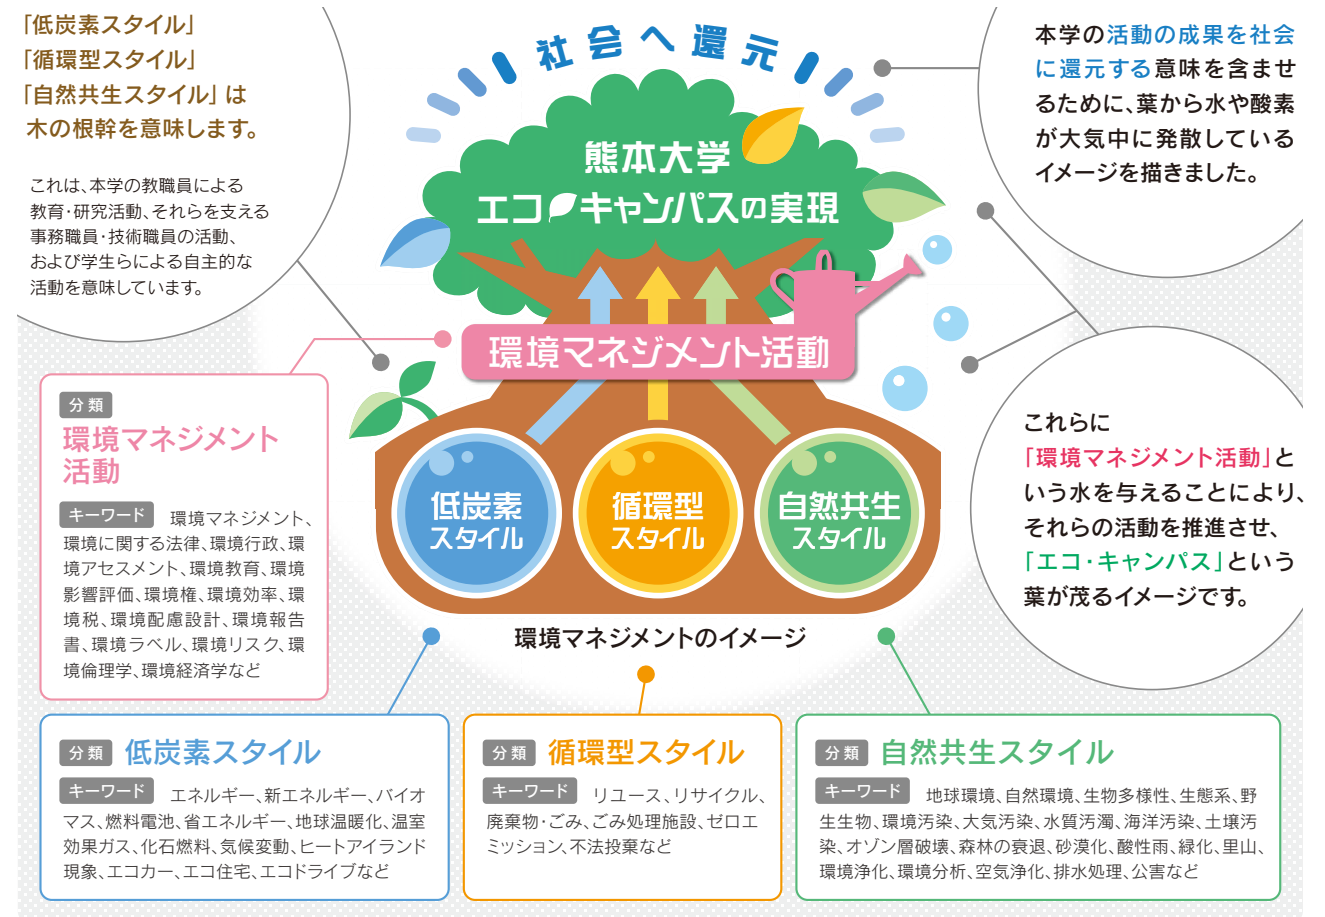 「低炭素スタイル」
「循環型スタイル」
「自然共生スタイル」は
木の根幹を意味します。
これは、本学の教職員による
教育・研究活動、それらを支える
事務職員・技術職員の活動、
および学生らによる自主的な
活動を意味しています。
社会へ還元
熊本大学
エコ キャンパスの実現
環境マネジメント活動
低炭素
スタイル
循環型
スタイル
自然共生
スタイル
環境マネジメントのイメージ
本学の活動の成果を社会
に還元する意味を含ませ
るために、葉から水や酸素
が大気中に発散している
イメージを描きました。
これらに
「環境マネジメント活動」と
いう水を与えることにより、
それらの活動を推進させ、
「エコ・キャンパス」という
葉が茂るイメージです。
分類
環境マネジメント
活動
キーワード 環境マネジメント、
環境に関する法律、環境行政、環
境アセスメント、環境教育、環境
影響評価、環境権、環境効率、環
境税、環境配慮設計、環境報告
書、環境ラベル、環境リスク、環
境倫理学、環境経済学など
分類 低炭素スタイル
キーワード エネルギー、新エネルギー、バイオ
マス、燃料電池、省エネルギー、地球温暖化、温室
効果ガス、化石燃料、気候変動、ヒートアイランド
現象、エコカー、エコ住宅、エコドライブなど
分類 循環型スタイル
キーワード リユース、リサイクル、
廃棄物・ごみ、ごみ処理施設、ゼロエ
ミッション、不法投棄など
分類 自然共生スタイル
キーワード 地球環境、自然環境、生物多様性、生態系、野
生生物、環境汚染、大気汚染、水質汚濁、海洋汚染、土壌汚
染、オゾン層破壊、森林の衰退、砂漠化、酸性雨、緑化、里山、
環境浄化、環境分析、空気浄化、排水処理、公害など